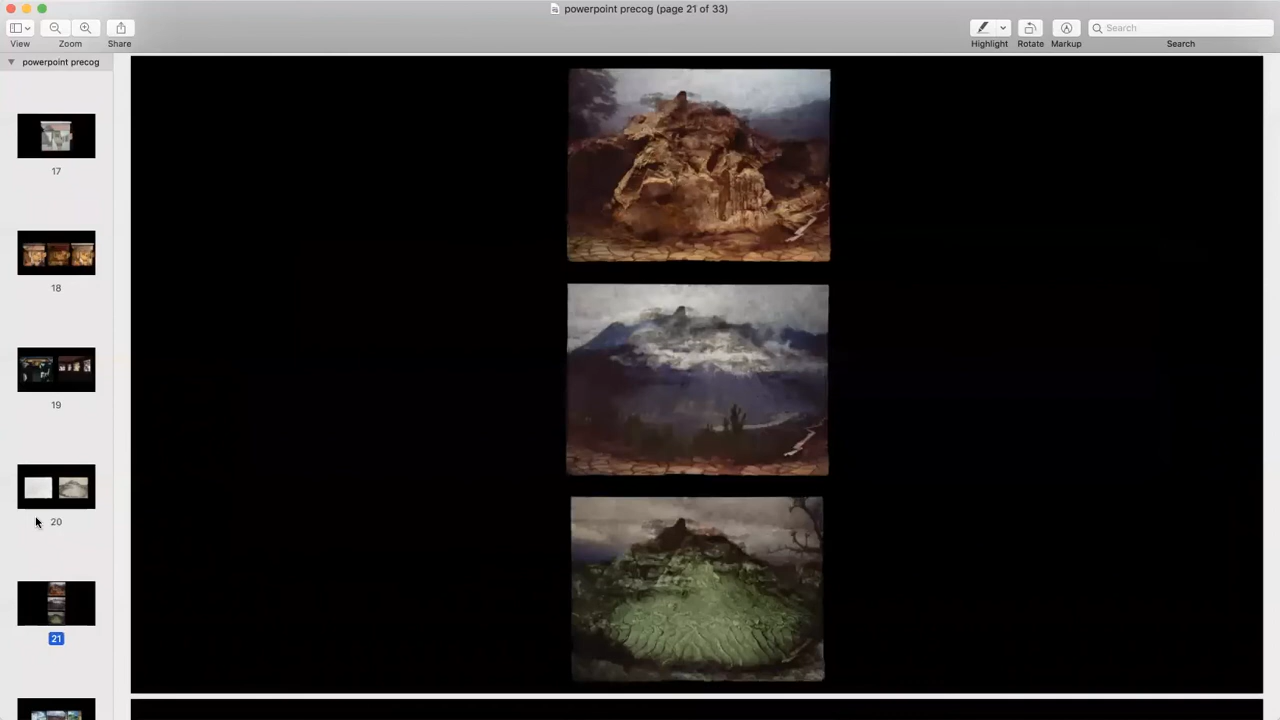 powerpoint precog (page 21 of 33)
View
Zoom
Share
Highlight
Rotate
Markup
Search
Search
powerpoint precog
17
18
19
20
21